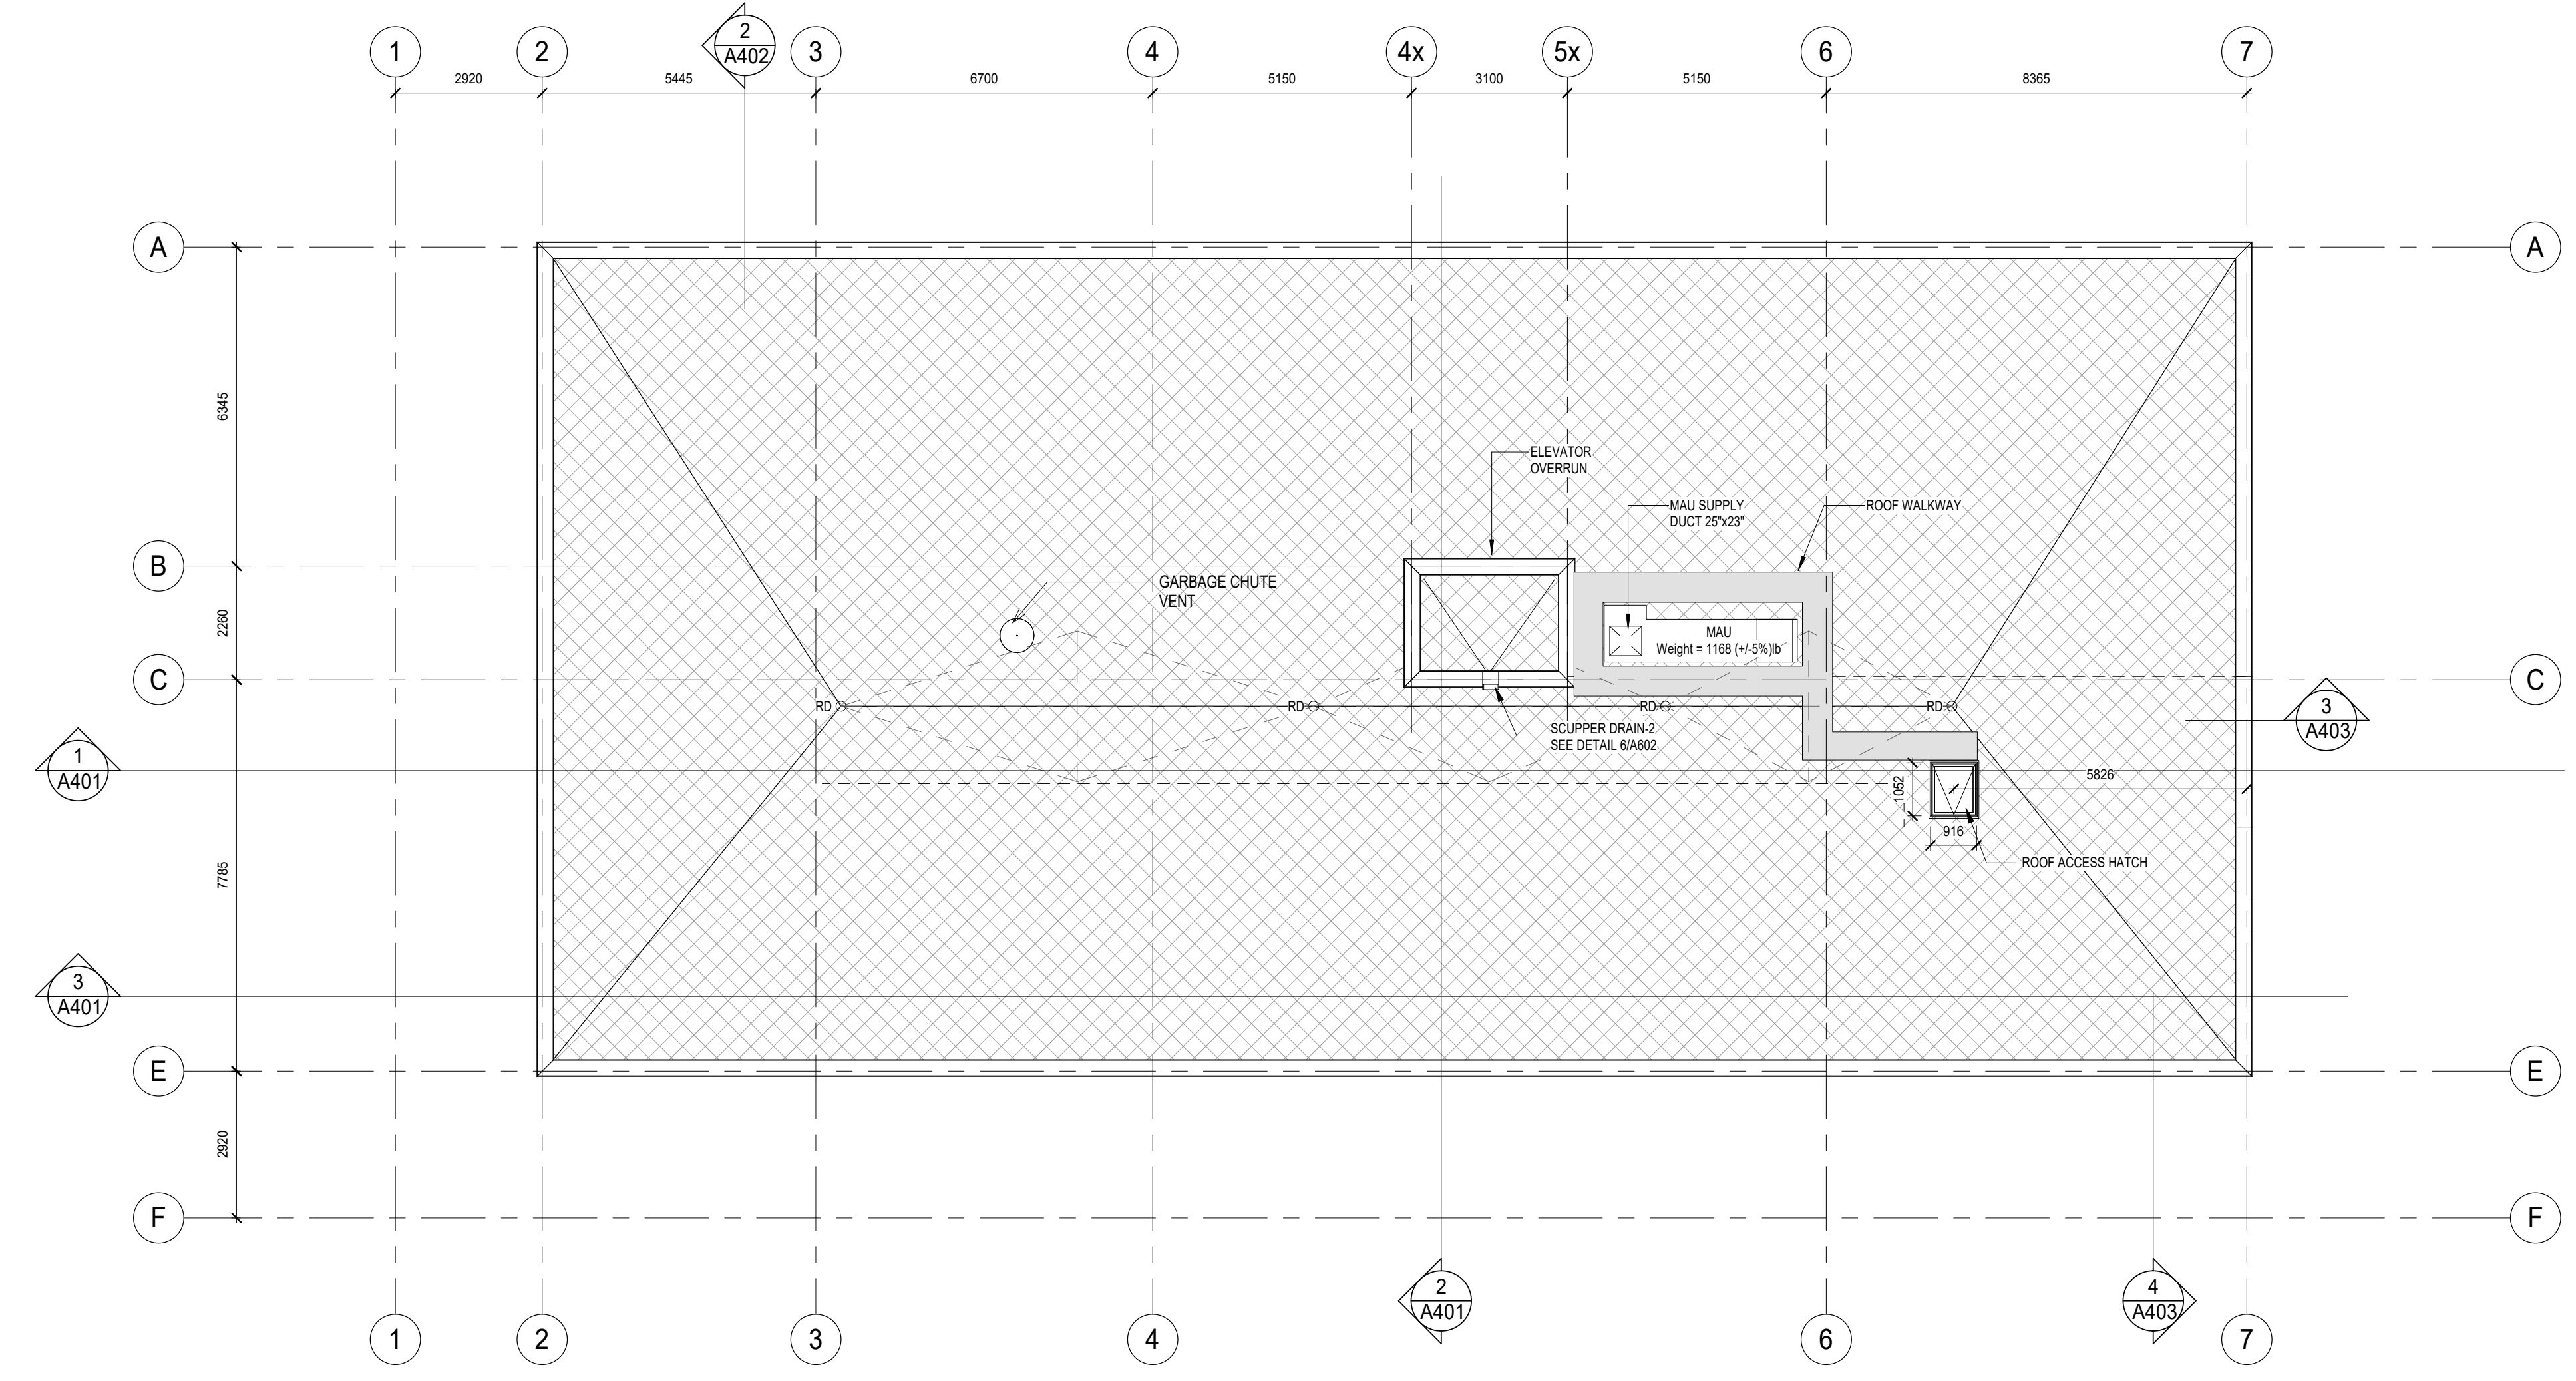 2
A402
1
2
3
4
4x
5x
6
7
2920
5445
6700
5150
3100
5150
8365
A
A
6345
ELEVATOR
OVERRUN
MAU SUPPLY
DUCT 25"x23"
ROOF WALKWAY
B
GARBAGE CHUTE
VENT
2260
MAU
Weight = 1168 (+/-5%)lb
C
C
RD
RD
RD
RD
3
A403
SCUPPER DRAIN-2
SEE DETAIL 6/A602
1
A401
5826
1052
916
ROOF ACCESS HATCH
7785
3
A401
E
E
2920
F
F
2
A401
4
A403
1
2
3
4
6
7